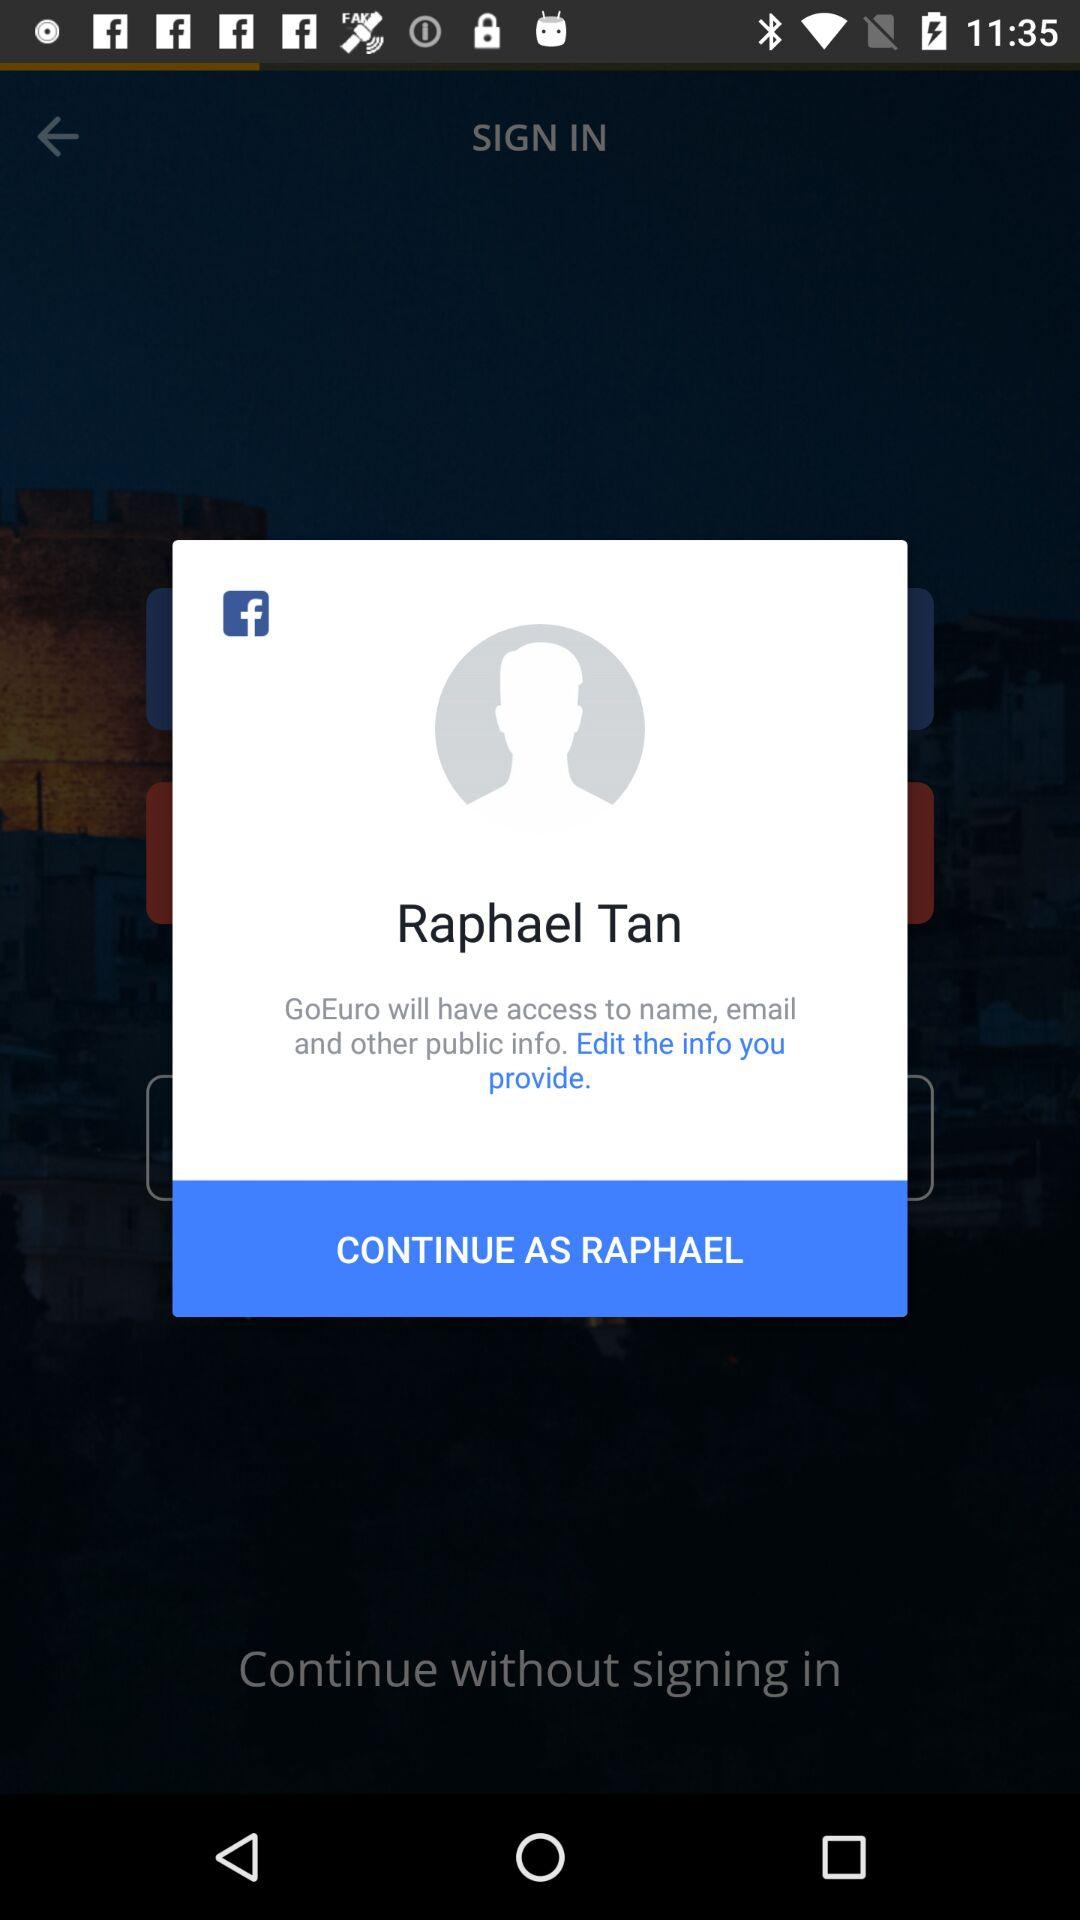 FAKE
11:35
SIGN IN
Raphael Tan
GoEuro will have access to name, email
and other public info. Edit the info you
provide.
CONTINUE AS RAPHAEL
Continue without signing in